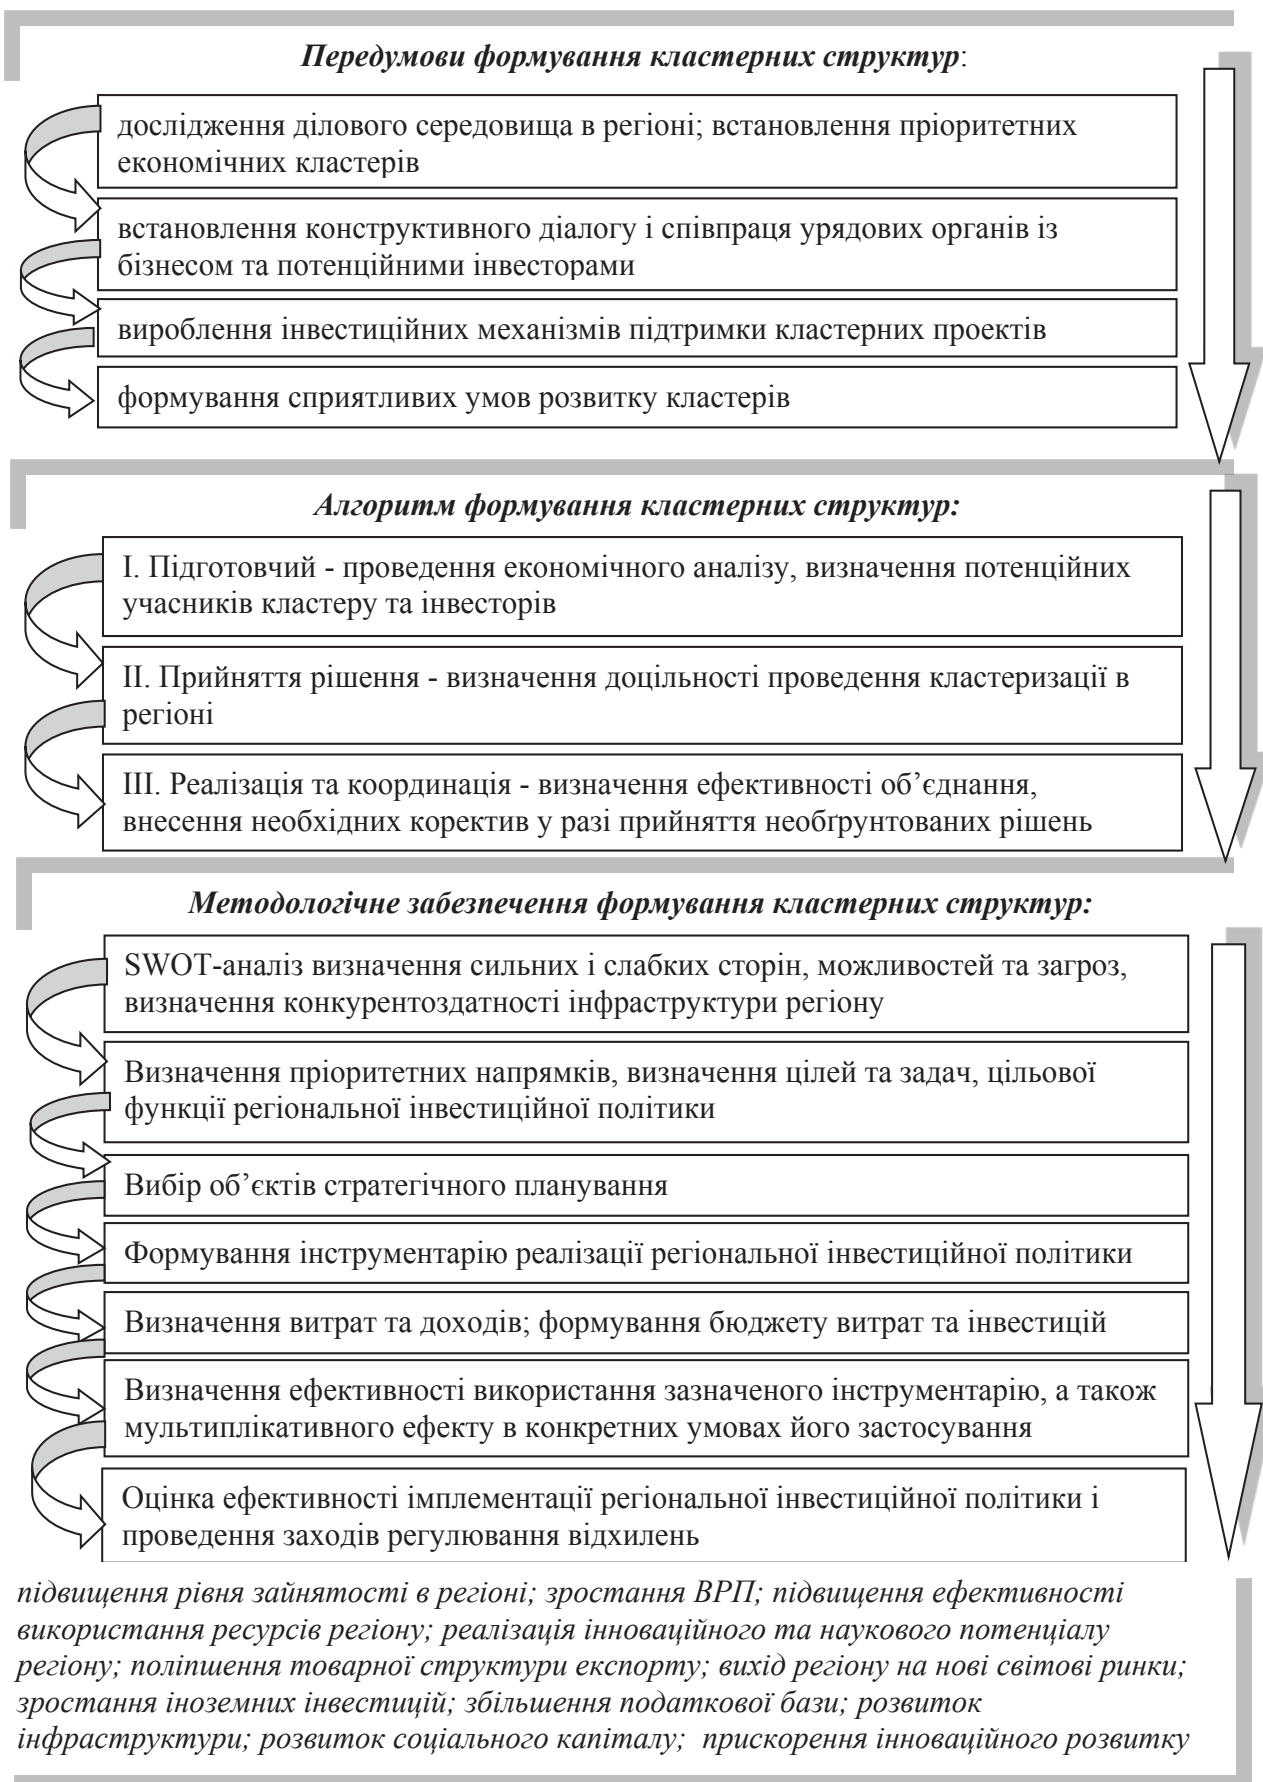 Передумови формування кластерних структур:
дослідження ділового середовища в регіоні; встановлення пріоритетних
економічних кластерів
встановлення конструктивного діалогу і співпраця урядових органів із
бізнесом та потенційними інвесторами
вироблення інвестиційних механізмів підтримки кластерних проектів
формування сприятливих умов розвитку кластерів
Алгоритм формування кластерних структур:
І. Підготовчий - проведення економічного аналізу, визначення потенційних
учасників кластеру та інвесторів
ІІ. Прийняття рішення - визначення доцільності проведення кластеризації в
регіоні
ІІІ. Реалізація та координація - визначення ефективності об’єднання,
внесення необхідних коректив у разі прийняття необґрунтованих рішень
Методологічне забезпечення формування кластерних структур:
SWOT-аналіз визначення сильних і слабких сторін, можливостей та загроз,
визначення конкурентоздатності інфраструктури регіону
Визначення пріоритетних напрямків, визначення цілей та задач, цільової
функції регіональної інвестиційної політики
Вибір об’єктів стратегічного планування
Формування інструментарію реалізації регіональної інвестиційної політики
Визначення витрат та доходів; формування бюджету витрат та інвестицій
Визначення ефективності використання зазначеного інструментарію, а також
мультиплікативного ефекту в конкретних умовах його застосування
Оцінка ефективності імплементації регіональної інвестиційної політики і
проведення заходів регулювання відхилень
підвищення рівня зайнятості в регіоні; зростання ВРП; підвищення ефективності
використання ресурсів регіону; реалізація інноваційного та наукового потенціалу
регіону; поліпшення товарної структури експорту; вихід регіону на нові світові ринки;
зростання іноземних інвестицій; збільшення податкової бази; розвиток
інфраструктури; розвиток соціального капіталу; прискорення інноваційного розвитку